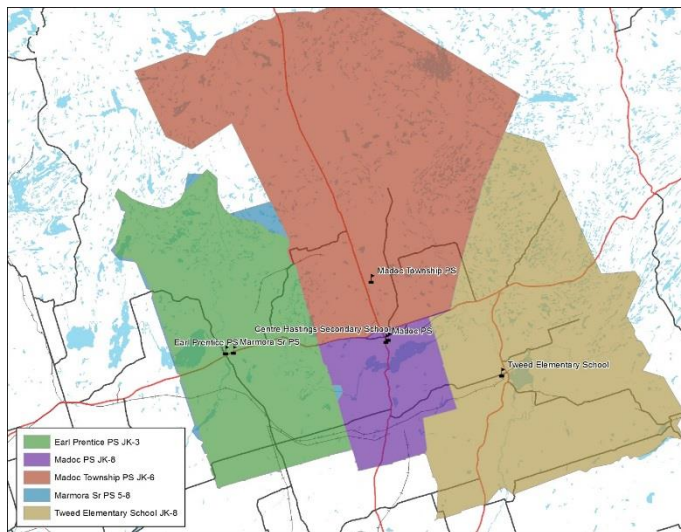 Madoc Township PS
Centre Hastings Secondary School
Madoc PS
Earl Prentice PS
Marmora Sr PS
Tweed Elementary School
Earl Prentice PS JK-3
Madoc PS JK-8
Madoc Township PS JK-6
Marmora Sr PS 5-8
Tweed Elementary School JK-8